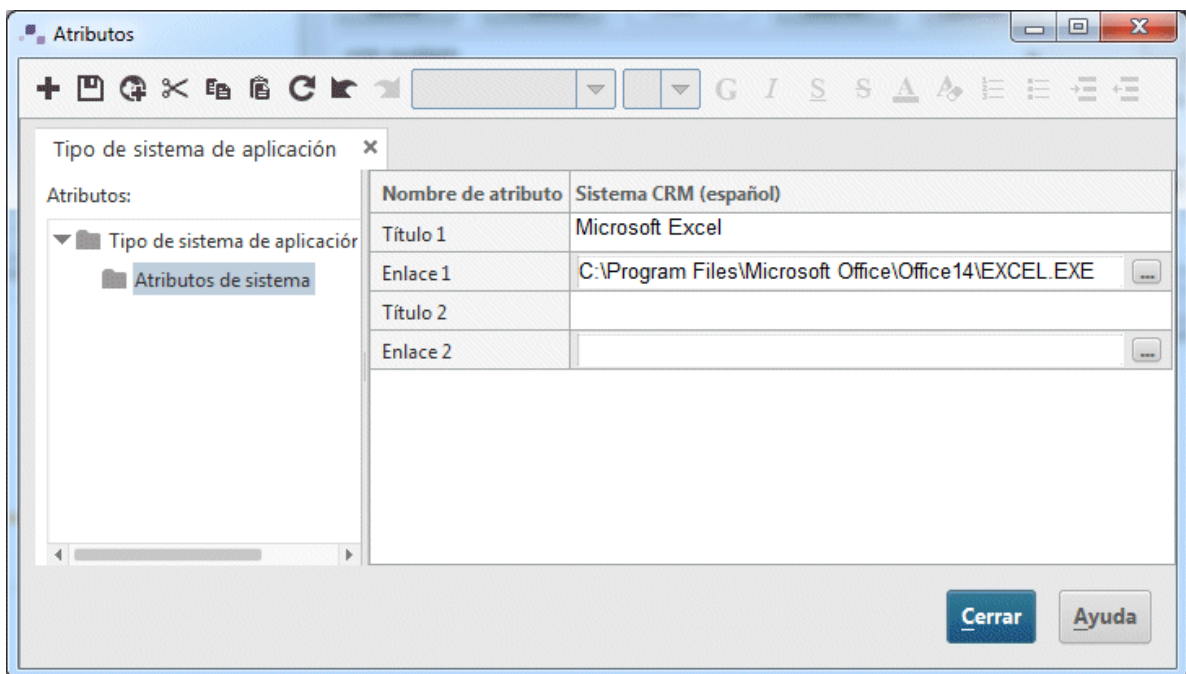 Atributos
G I S S A
Tipo de sistema de aplicación
Atributos:
Tipo de sistema de aplicación
Atributos de sistema
Nombre de atributo Sistema CRM (español)
Título 1 Microsoft Excel
Enlace 1 C:\Program Files\Microsoft Office\Office14\EXCEL.EXE ...
Título 2
Enlace 2 ...
Cerrar Ayuda